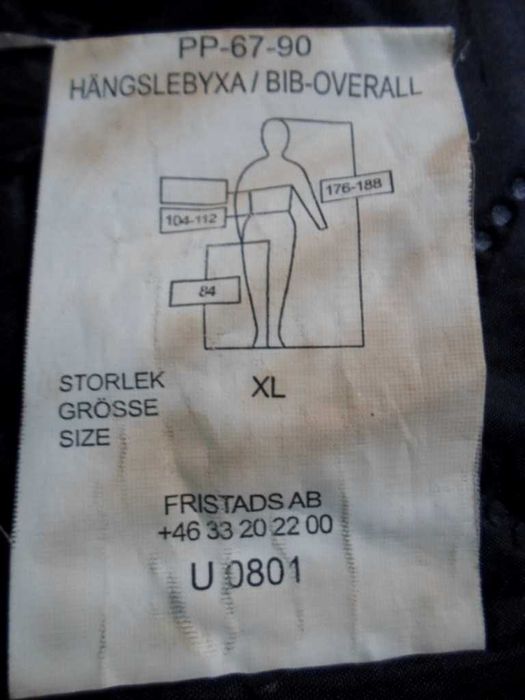 PP-67-90
HÄNGSLEBYXA / BIB-OVERALL
176-188
104-112
84
STORLEK
GRÖSSE
SIZE
XL
FRISTADS AB
+46 33 20 22 00
U 0801